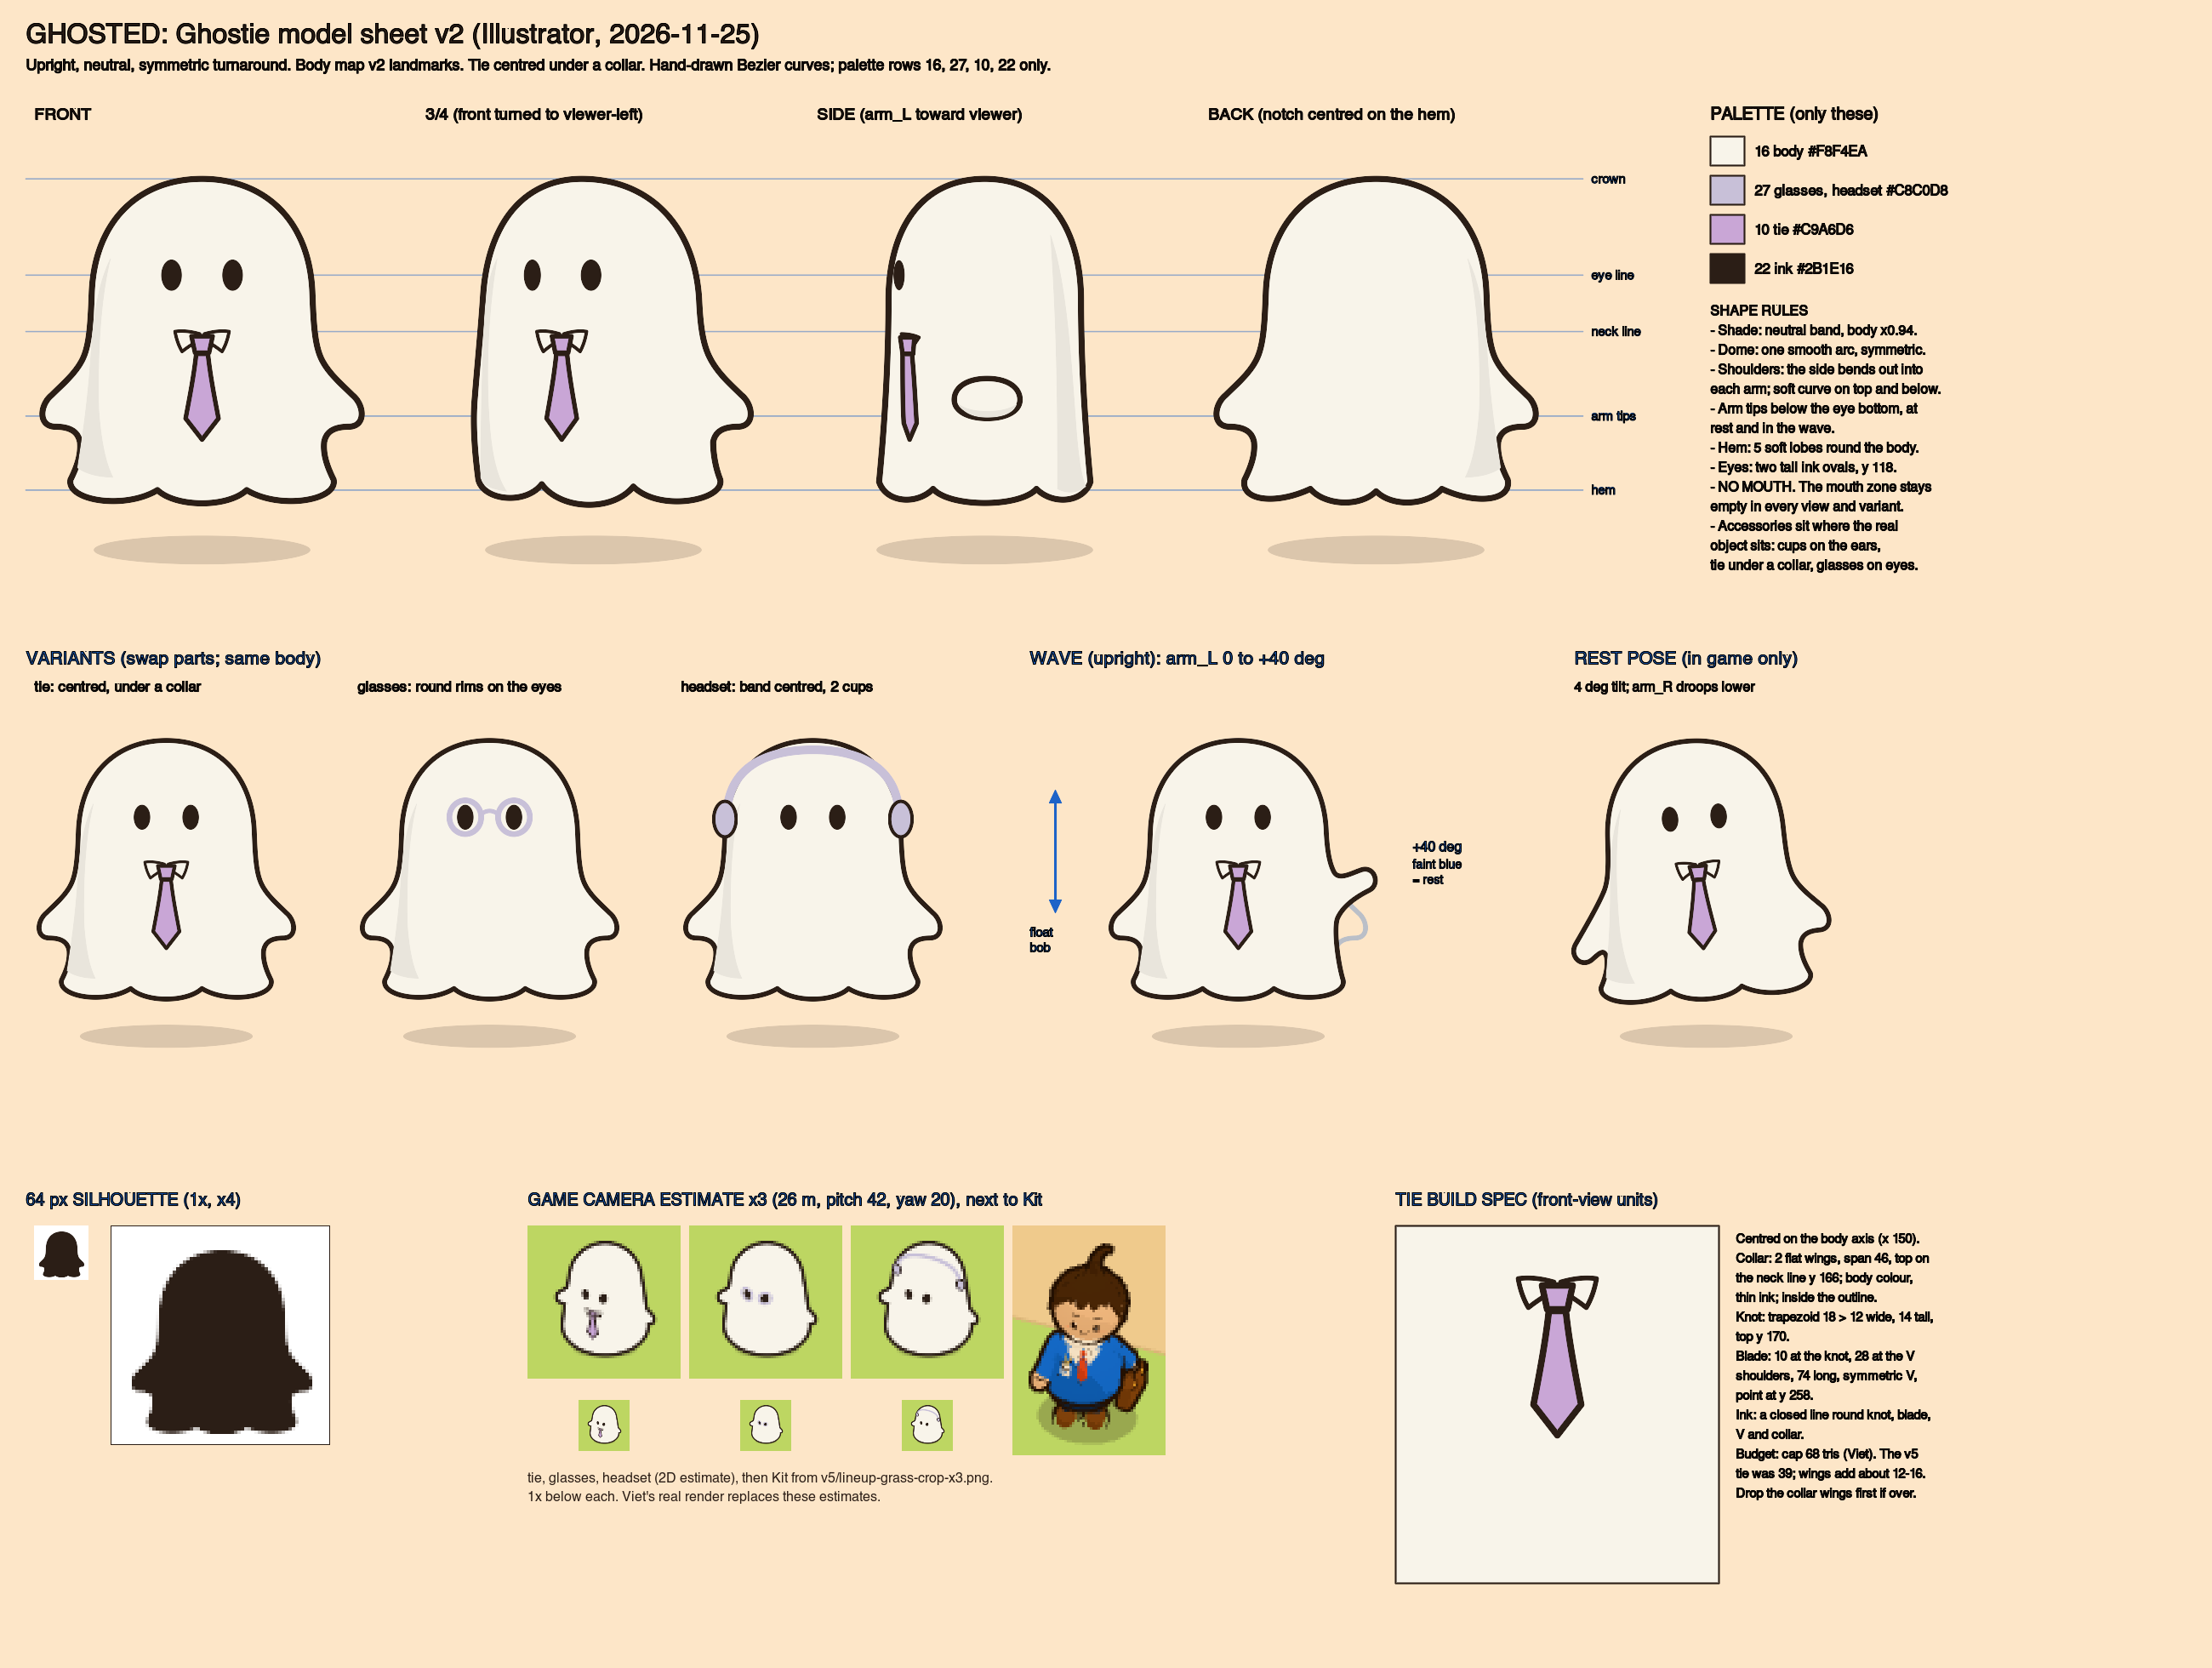 GHOSTED: Ghostie model sheet v2 (Illustrator, 2026-11-25)
Upright, neutral, symmetric turnaround. Body map v2 landmarks. Tie centred under a collar. Hand-drawn Bezier curves; palette rows 16, 27, 10, 22 only.
FRONT
3/4 (front turned to viewer-left)
SIDE (arm_L toward viewer)
BACK (notch centred on the hem)
crown
eye line
neck line
arm tips
hem
PALETTE (only these)
16 body #F8F4EA
27 glasses, headset #C8C0D8
10 tie #C9A6D6
22 ink #2B1E16
SHAPE RULES
- Shade: neutral band, body x0.94.
- Dome: one smooth arc, symmetric.
- Shoulders: the side bends out into
each arm; soft curve on top and below.
- Arm tips below the eye bottom, at
rest and in the wave.
- Hem: 5 soft lobes round the body.
- Eyes: two tall ink ovals, y 118.
- NO MOUTH. The mouth zone stays
empty in every view and variant.
- Accessories sit where the real
object sits: cups on the ears,
tie under a collar, glasses on eyes.
VARIANTS (swap parts; same body)
tie: centred, under a collar
glasses: round rims on the eyes
headset: band centred, 2 cups
WAVE (upright): arm_L 0 to +40 deg
float
bob
+40 deg
faint blue
= rest
REST POSE (in game only)
4 deg tilt; arm_R droops lower
64 px SILHOUETTE (1x, x4)
GAME CAMERA ESTIMATE x3 (26 m, pitch 42, yaw 20), next to Kit
tie, glasses, headset (2D estimate), then Kit from v5/lineup-grass-crop-x3.png.
1x below each. Viet's real render replaces these estimates.
TIE BUILD SPEC (front-view units)
Centred on the body axis (x 150).
Collar: 2 flat wings, span 46, top on
the neck line y 166; body colour,
thin ink; inside the outline.
Knot: trapezoid 18 > 12 wide, 14 tall,
top y 170.
Blade: 10 at the knot, 28 at the V
shoulders, 74 long, symmetric V,
point at y 258.
Ink: a closed line round knot, blade,
V and collar.
Budget: cap 68 tris (Viet). The v5
tie was 39; wings add about 12-16.
Drop the collar wings first if over.